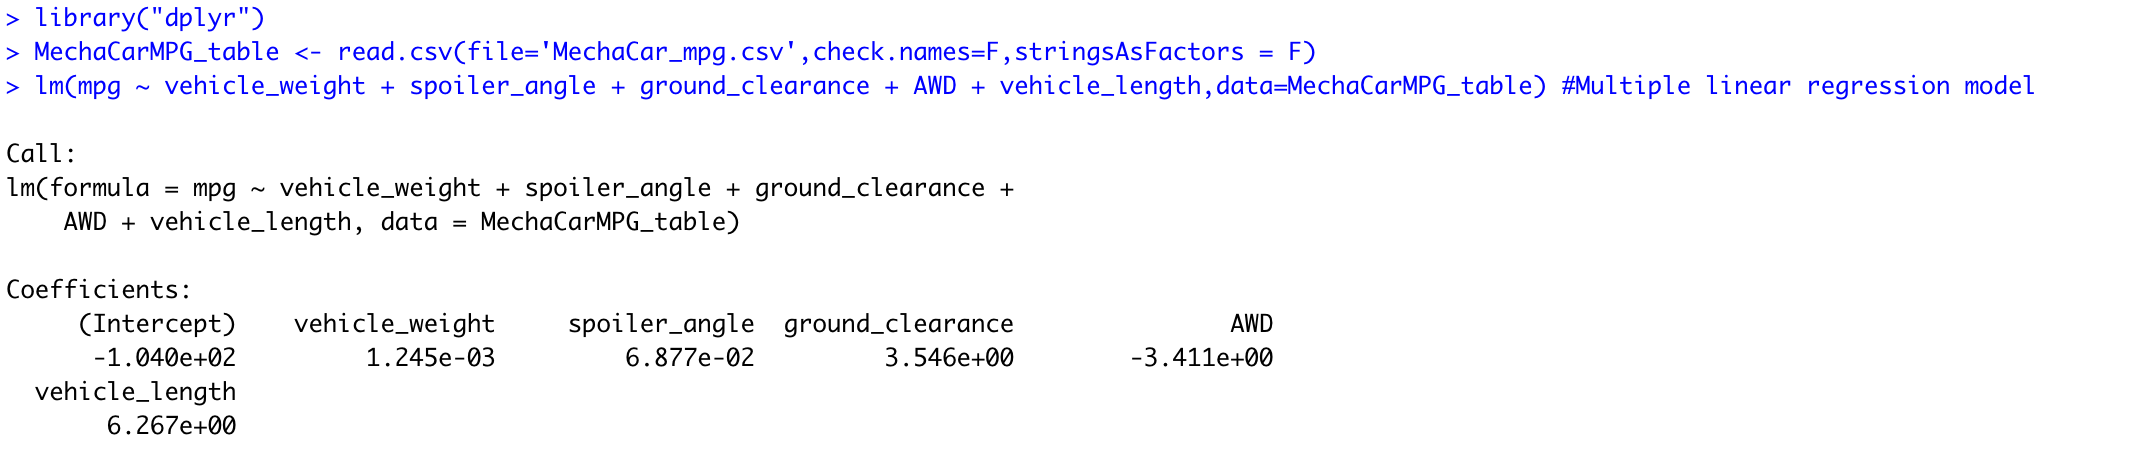 > library("dplyr")
> MechaCarMPG_table <- read.csv(file='MechaCar_mpg.csv',check.names=F,stringsAsFactors = F)
> lm(mpg ~ vehicle_weight + spoiler_angle + ground_clearance + AWD + vehicle_length,data=MechaCarMPG_table) #Multiple linear regression model
Call:
lm(formula = mpg ~ vehicle_weight + spoiler_angle + ground_clearance +
    AWD + vehicle_length, data = MechaCarMPG_table)
Coefficients:
     (Intercept)    vehicle_weight     spoiler_angle  ground_clearance               AWD
      -1.040e+02         1.245e-03         6.877e-02         3.546e+00        -3.411e+00
  vehicle_length
       6.267e+00